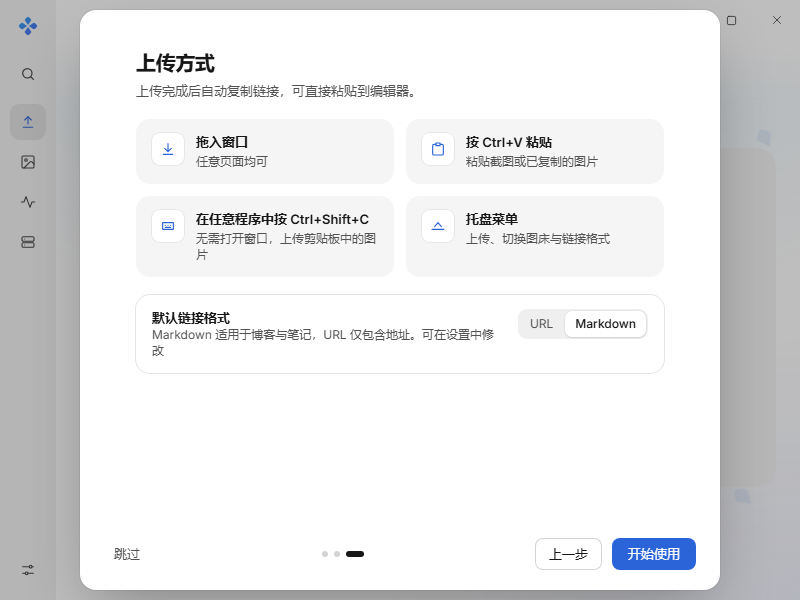 上传方式
上传完成后自动复制链接，可直接粘贴到编辑器。
拖入窗口
任意页面均可
按 Ctrl+V 粘贴
粘贴截图或已复制的图片
在任意程序中按 Ctrl+Shift+C
无需打开窗口，上传剪贴板中的图
片
托盘菜单
上传、切换图床与链接格式
默认链接格式
Markdown 适用于博客与笔记，URL 仅包含地址。可在设置中修
改
URL
Markdown
跳过
上一步
开始使用